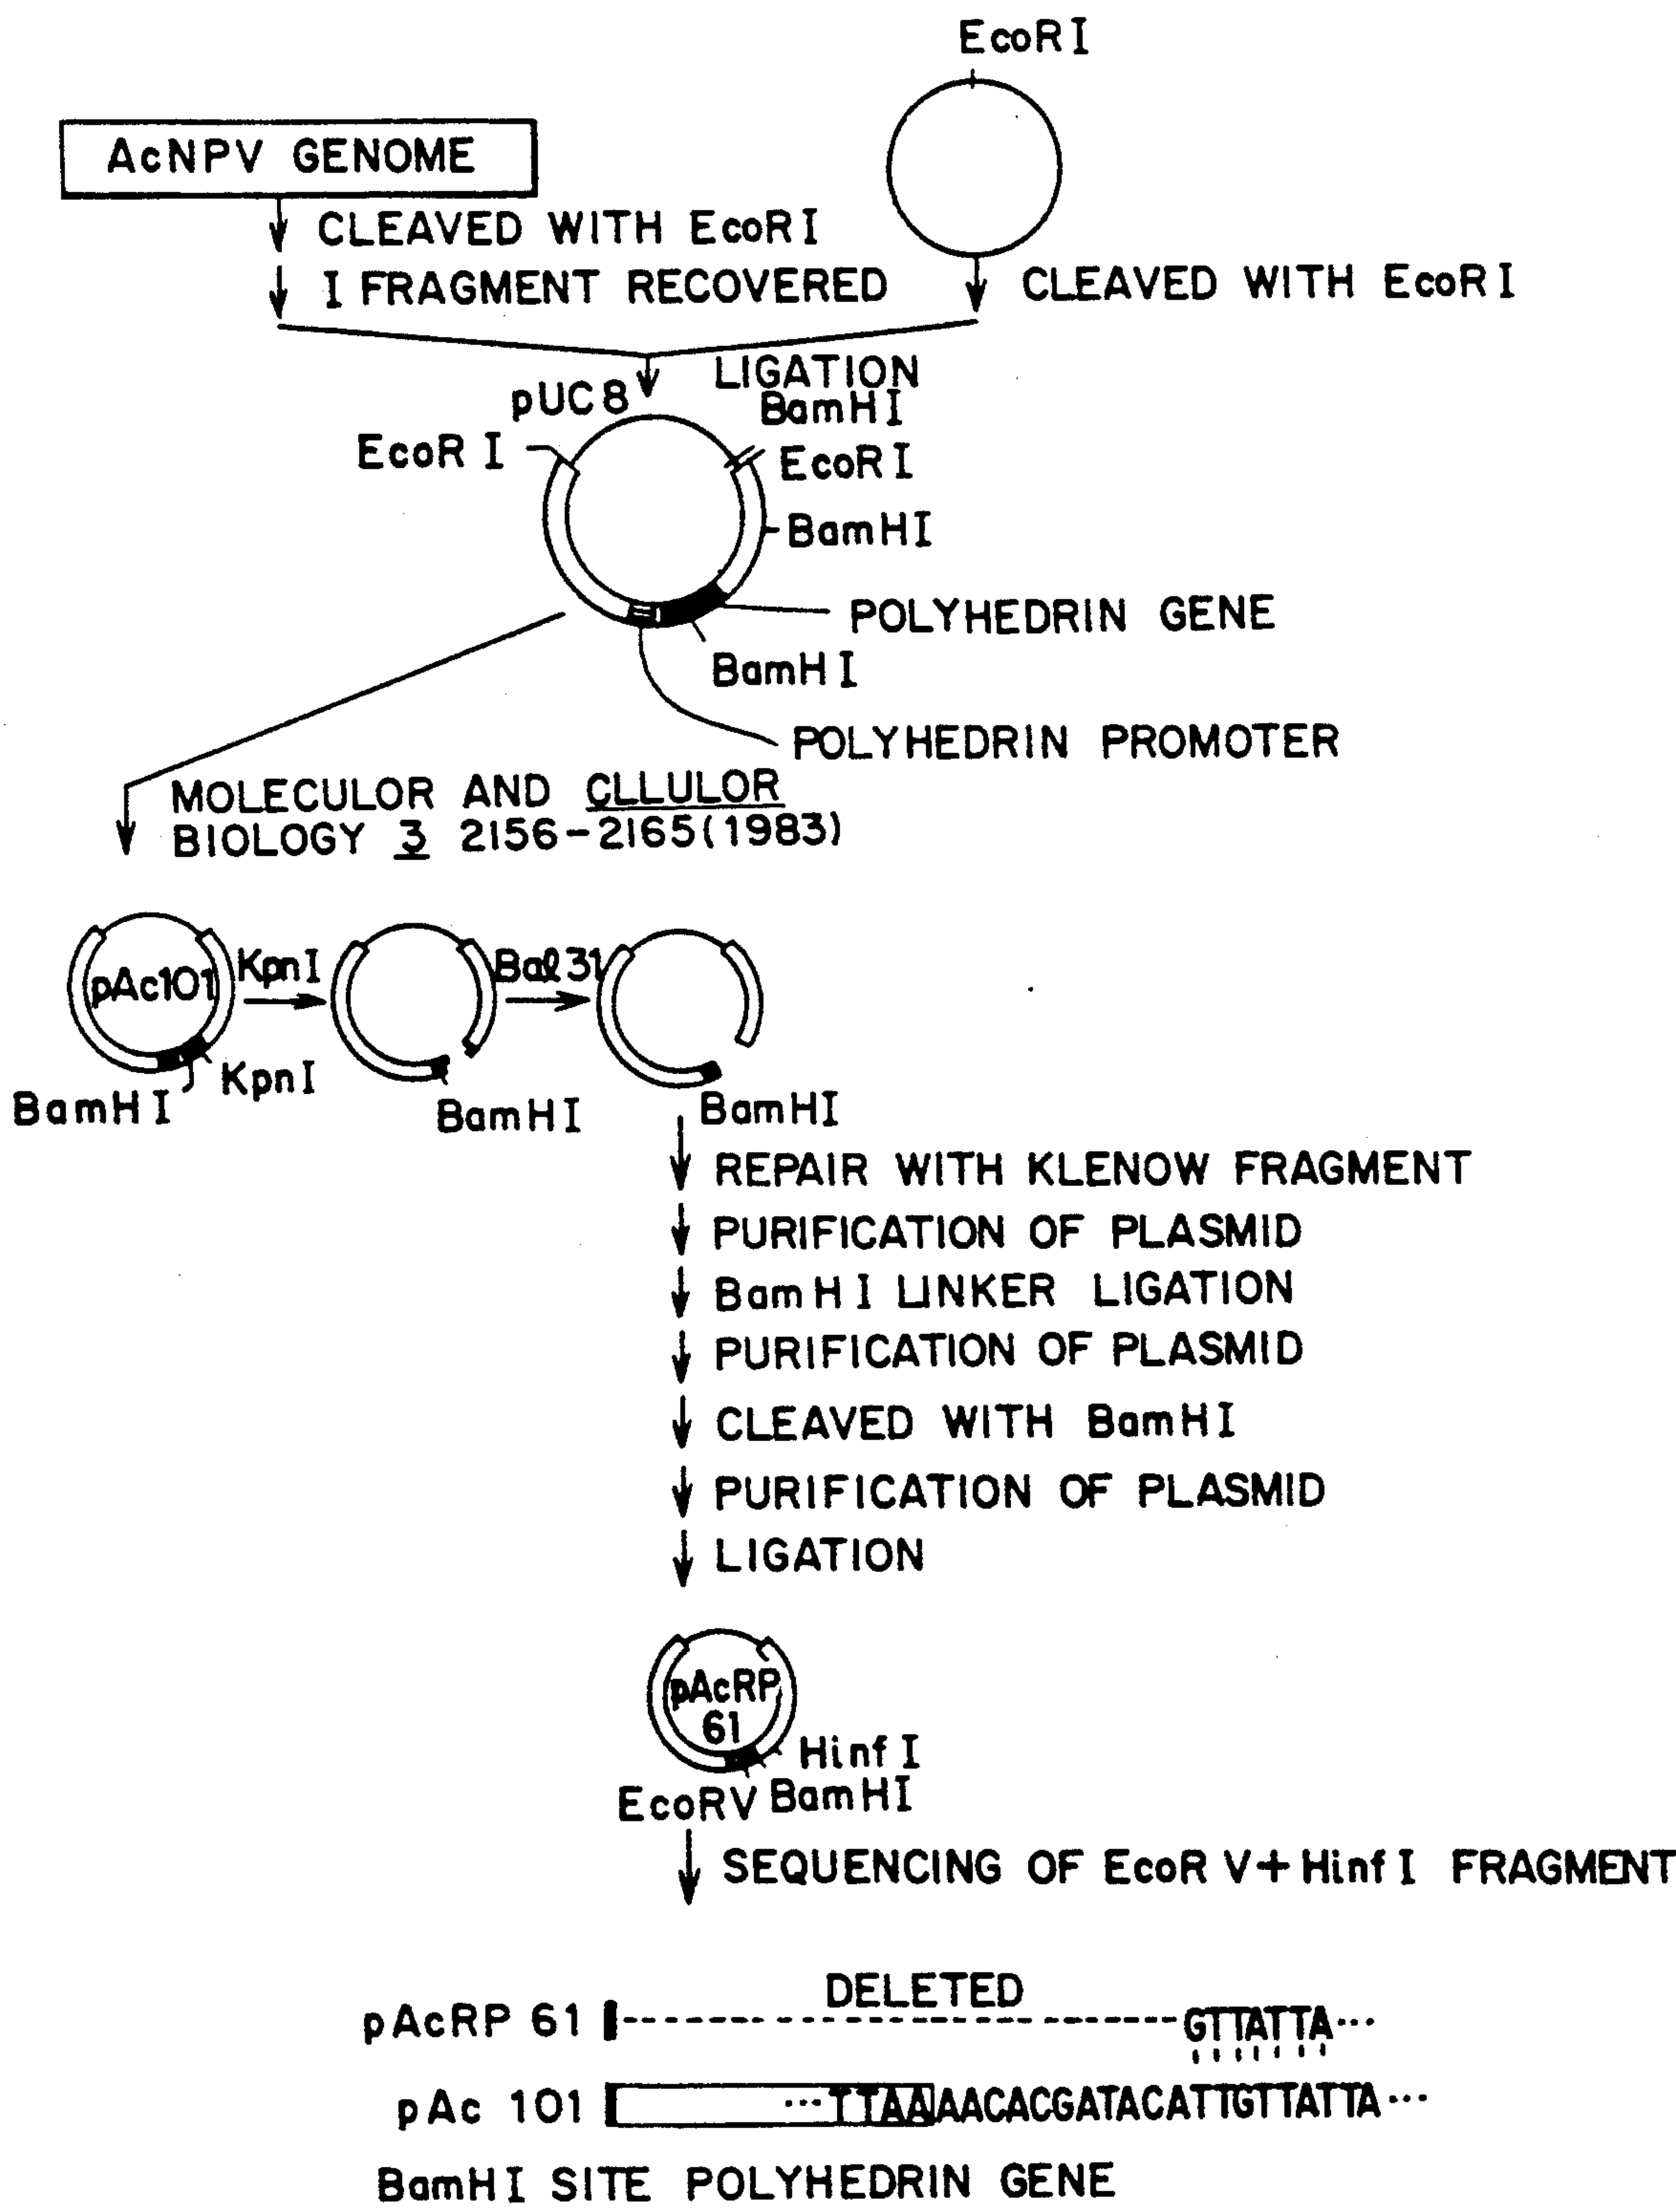 EcoRI
AcNPV GENOME
CLEAVED WITH EcoRI
I FRAGMENT RECOVERED
CLEAVED WITH EcoRI
LIGATION
pUC8
BamHI
EcoRI
EcoRI
BamHI
POLYHEDRIN GENE
BamHI
POLYHEDRIN PROMOTER
MOLECULOR AND CLLULOR
BIOLOGY 3 2156-2165(1983)
pAc101
KpnI
Bal31
KpnI
BamHI
BamHI
BamHI
REPAIR WITH KLENOW FRAGMENT
PURIFICATION OF PLASMID
BamHI LINKER LIGATION
PURIFICATION OF PLASMID
CLEAVED WITH BamHI
PURIFICATION OF PLASMID
LIGATION
pAcRP
61
HinfI
EcoRV BamHI
SEQUENCING OF EcoRV+HinfI FRAGMENT
DELETED
pAcRP 61 GTTATTA...
pAc 101 ...TTAAAACACGATACATTGTTATTA...
BamHI SITE POLYHEDRIN GENE